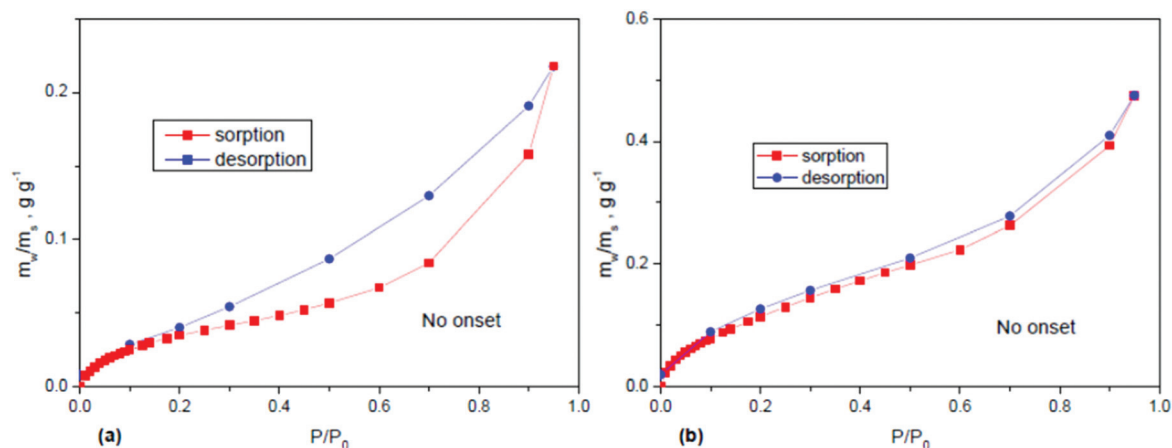 0.2
0.1
0.0
m_w/m_s , g g⁻¹
sorption
desorption
No onset
0.0 0.2 0.4 0.6 0.8 1.0
(a)
P/P₀
0.6
0.4
0.2
0.0
m_w/m_s , g g⁻¹
sorption
desorption
No onset
0.0 0.2 0.4 0.6 0.8 1.0
(b)
P/P₀